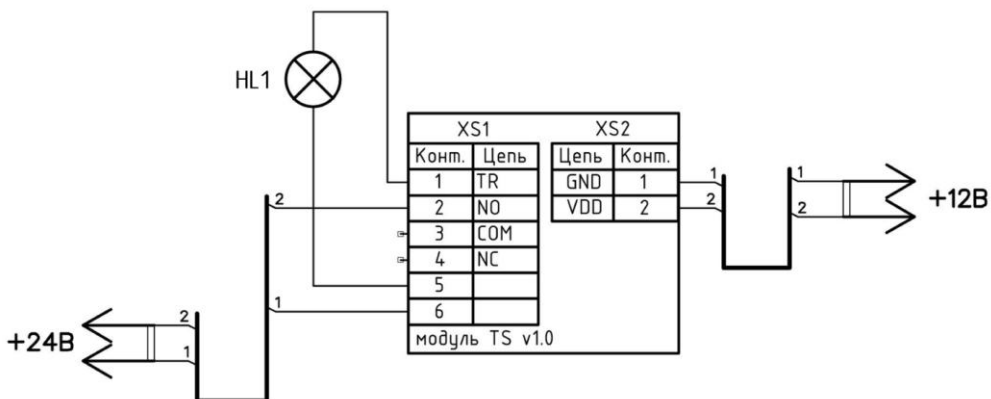 HL1
XS1 XS2
Конт. Цепь Цепь Конт.
1 TR GND 1
2 NO VDD 2
3 COM
4 NC
5
6
модуль TS v1.0
2
1
1
2
1
2
+12В
2
1
+24В